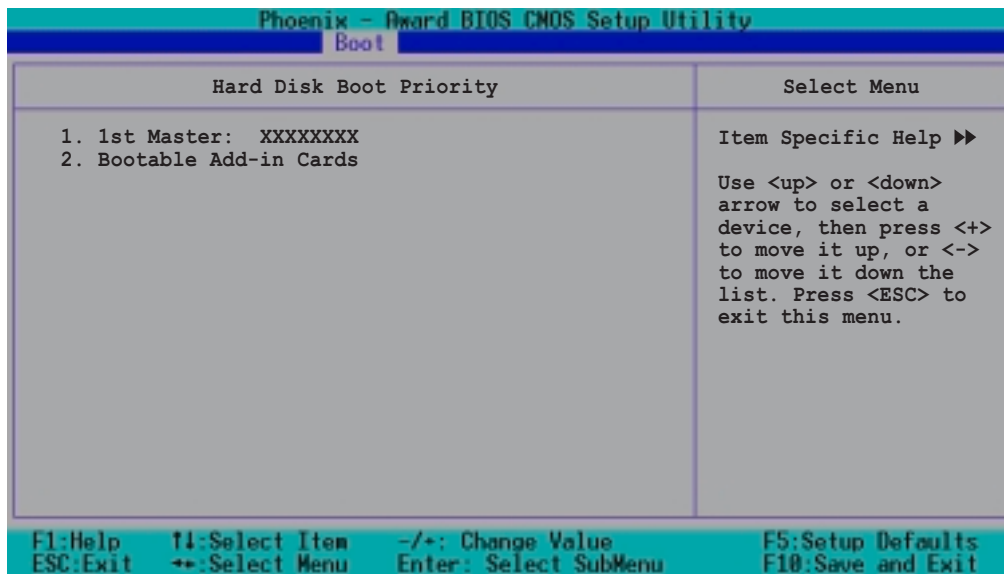 Phoenix - Award BIOS CMOS Setup Utility
Boot
Hard Disk Boot Priority
Select Menu
1. 1st Master: XXXXXXXX
2. Bootable Add-in Cards
Item Specific Help ▶▶
Use <up> or <down>
arrow to select a
device, then press <+>
to move it up, or <->
to move it down the
list. Press <ESC> to
exit this menu.
F1:Help ↑↓:Select Item -/+: Change Value F5:Setup Defaults
ESC:Exit ←→:Select Menu Enter: Select SubMenu F10:Save and Exit